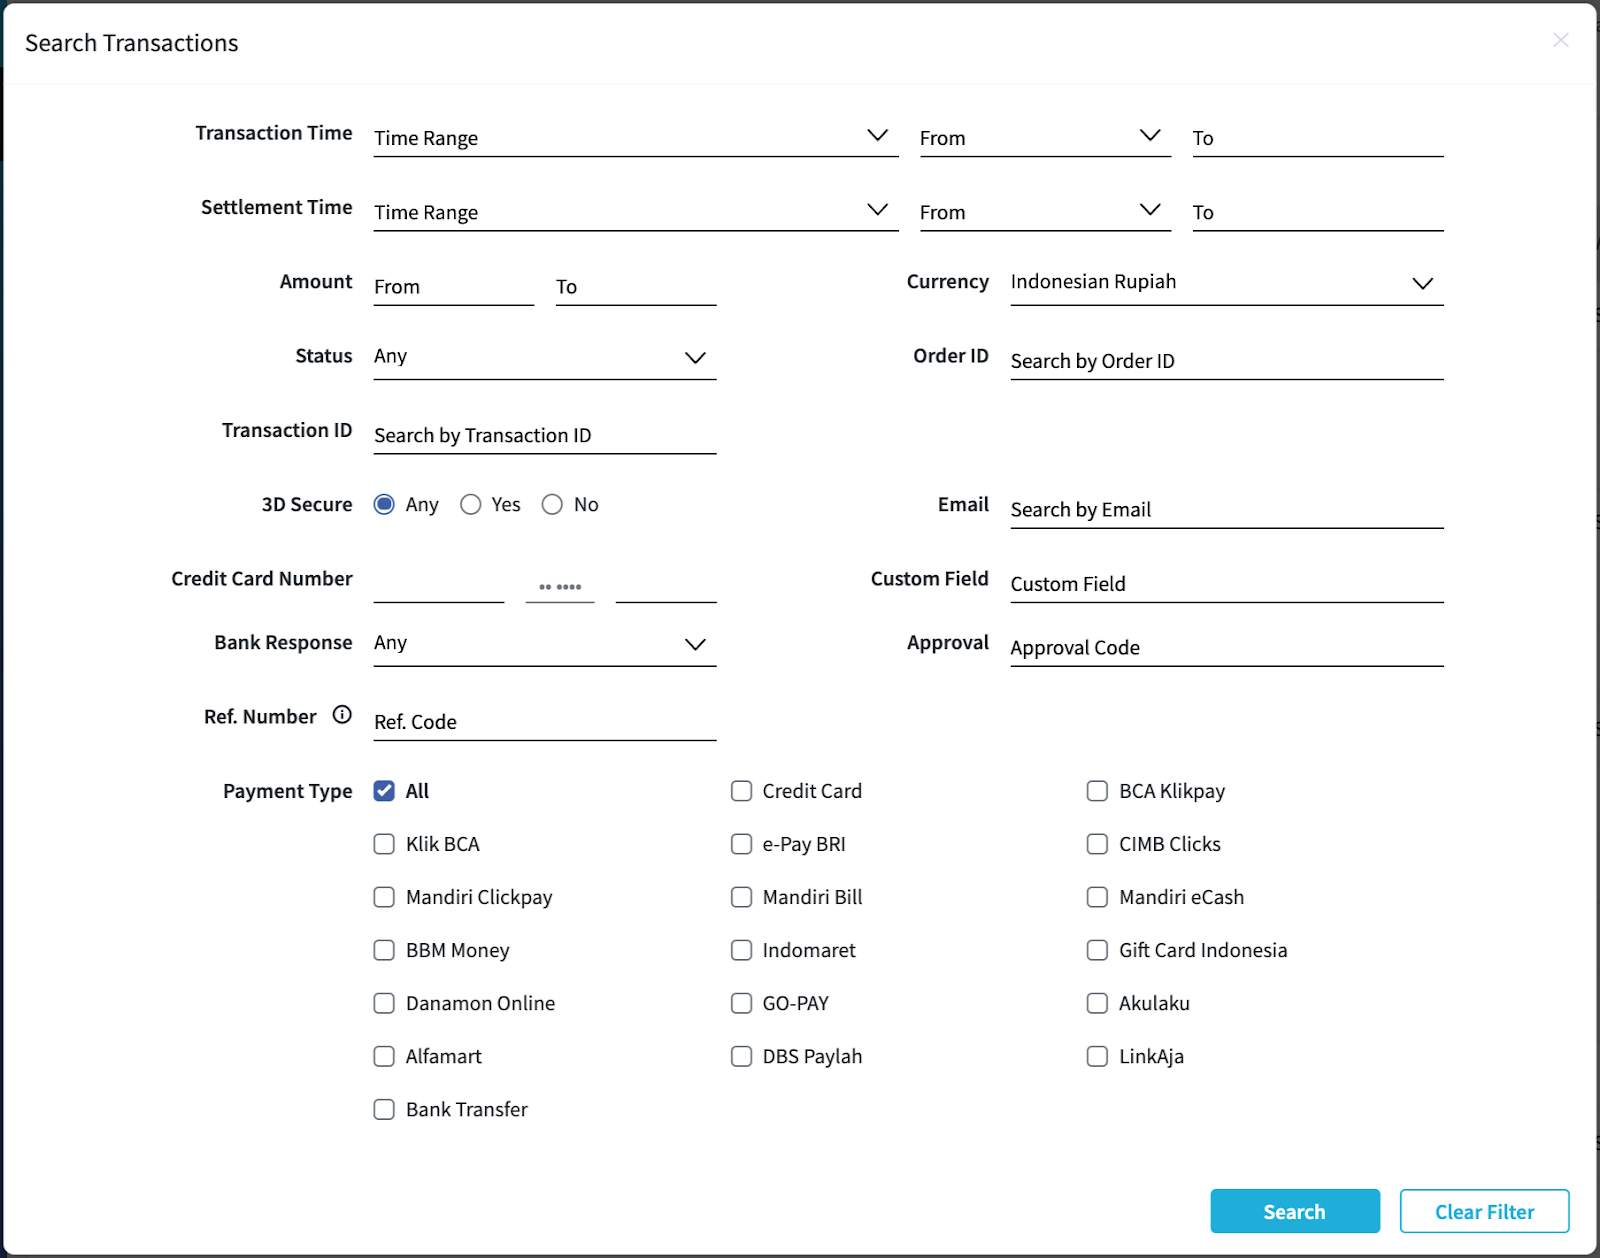 Search Transactions
Transaction Time Time Range From To
Settlement Time Time Range From To
Amount From To Currency Indonesian Rupiah
Status Any Order ID Search by Order ID
Transaction ID Search by Transaction ID
3D Secure Any Yes No Email Search by Email
Credit Card Number •• •••• Custom Field Custom Field
Bank Response Any Approval Approval Code
Ref. Number Ref. Code
Payment Type All Credit Card BCA Klikpay
Klik BCA e-Pay BRI CIMB Clicks
Mandiri Clickpay Mandiri Bill Mandiri eCash
BBM Money Indomaret Gift Card Indonesia
Danamon Online GO-PAY Akulaku
Alfamart DBS Paylah LinkAja
Bank Transfer
Search Clear Filter